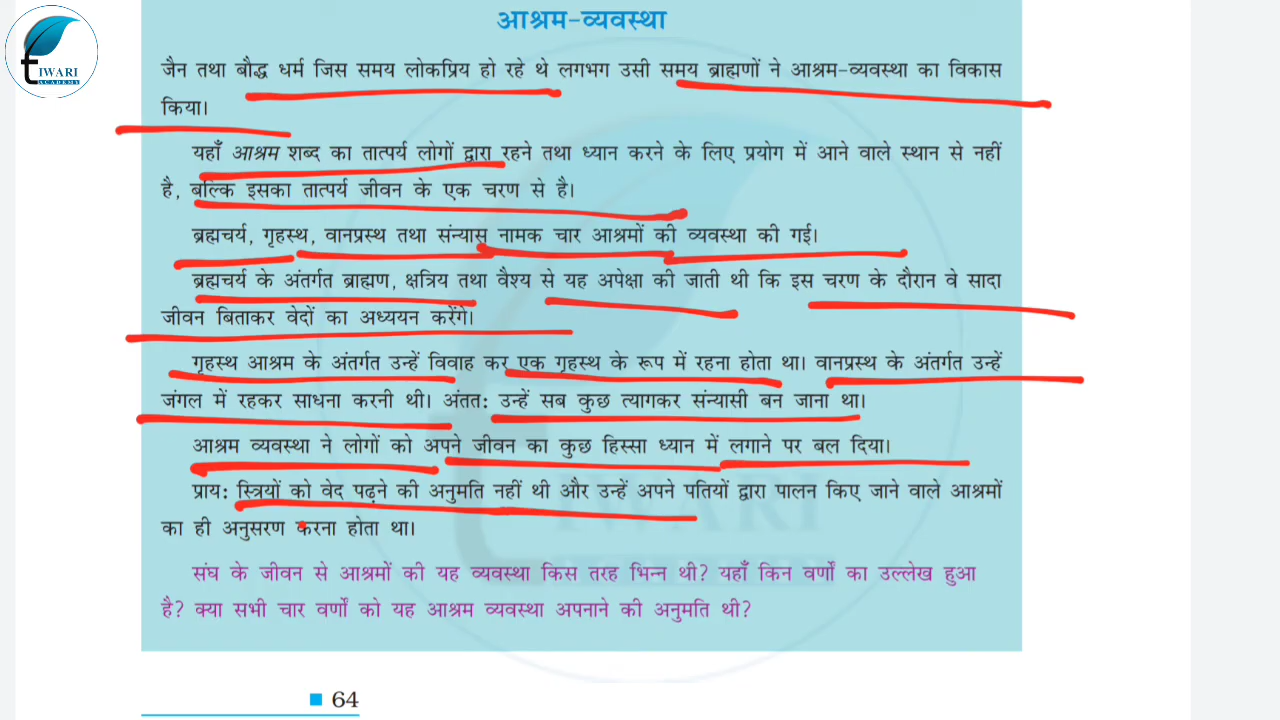 TIWARI
ACADEMY
आश्रम-व्यवस्था
जैन तथा बौद्ध धर्म जिस समय लोकप्रिय हो रहे थे लगभग उसी समय ब्राह्मणों ने आश्रम-व्यवस्था का विकास
किया।
यहाँ आश्रम शब्द का तात्पर्य लोगों द्वारा रहने तथा ध्यान करने के लिए प्रयोग में आने वाले स्थान से नहीं
है, बल्कि इसका तात्पर्य जीवन के एक चरण से है।
ब्रह्मचर्य, गृहस्थ, वानप्रस्थ तथा संन्यास नामक चार आश्रमों की व्यवस्था की गई।
ब्रह्मचर्य के अंतर्गत ब्राह्मण, क्षत्रिय तथा वैश्य से यह अपेक्षा की जाती थी कि इस चरण के दौरान वे सादा
जीवन बिताकर वेदों का अध्ययन करेंगे।
गृहस्थ आश्रम के अंतर्गत उन्हें विवाह कर एक गृहस्थ के रूप में रहना होता था। वानप्रस्थ के अंतर्गत उन्हें
जंगल में रहकर साधना करनी थी। अंतत: उन्हें सब कुछ त्यागकर संन्यासी बन जाना था।
आश्रम व्यवस्था ने लोगों को अपने जीवन का कुछ हिस्सा ध्यान में लगाने पर बल दिया।
प्राय: स्त्रियों को वेद पढ़ने की अनुमति नहीं थी और उन्हें अपने पतियों द्वारा पालन किए जाने वाले आश्रमों
का ही अनुसरण करना होता था।
संघ के जीवन से आश्रमों की यह व्यवस्था किस तरह भिन्न थी? यहाँ किन वर्णों का उल्लेख हुआ
है? क्या सभी चार वर्णों को यह आश्रम व्यवस्था अपनाने की अनुमति थी?
TIWARI
64